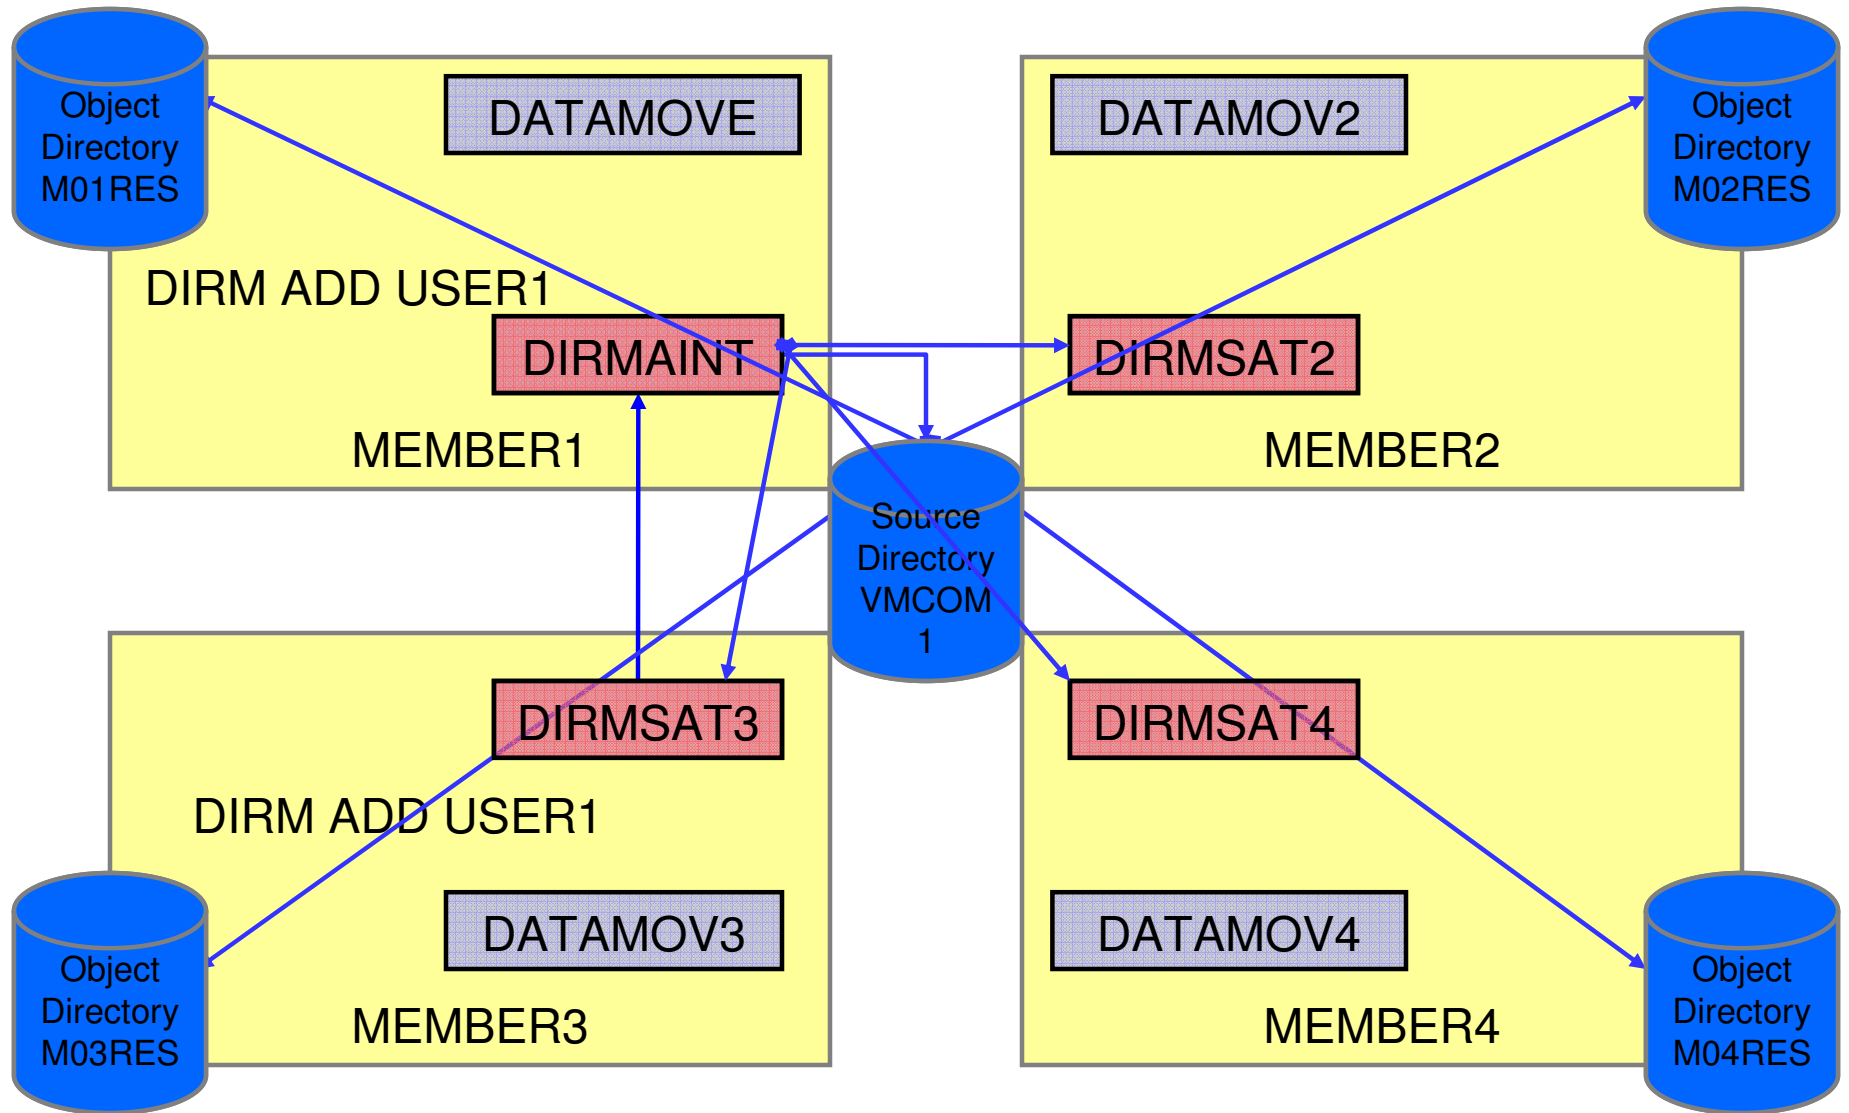 Object
Directory
M01RES
DATAMOVE
DIRM ADD USER1
DIRMAINT
MEMBER1
DATAMOV2
Object
Directory
M02RES
DIRMSAT2
MEMBER2
Source
Directory
VMCOM
1
DIRMSAT3
DIRM ADD USER1
DATAMOV3
Object
Directory
M03RES
MEMBER3
DIRMSAT4
DATAMOV4
Object
Directory
M04RES
MEMBER4